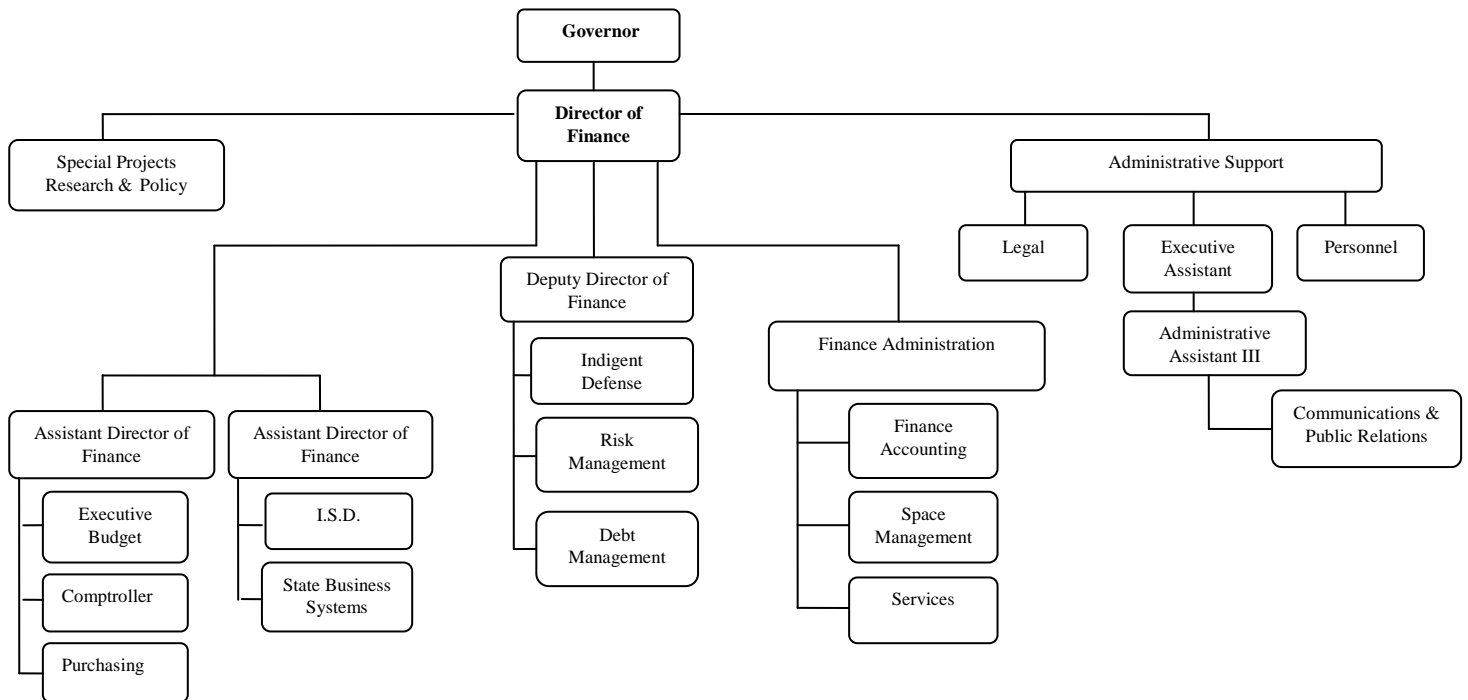 Governor
Director of
Finance
Special Projects
Research & Policy
Administrative Support
Legal
Executive
Assistant
Personnel
Administrative
Assistant III
Communications &
Public Relations
Deputy Director of
Finance
Indigent
Defense
Risk
Management
Debt
Management
Finance Administration
Finance
Accounting
Space
Management
Services
Assistant Director of
Finance
Executive
Budget
Comptroller
Purchasing
Assistant Director of
Finance
I.S.D.
State Business
Systems